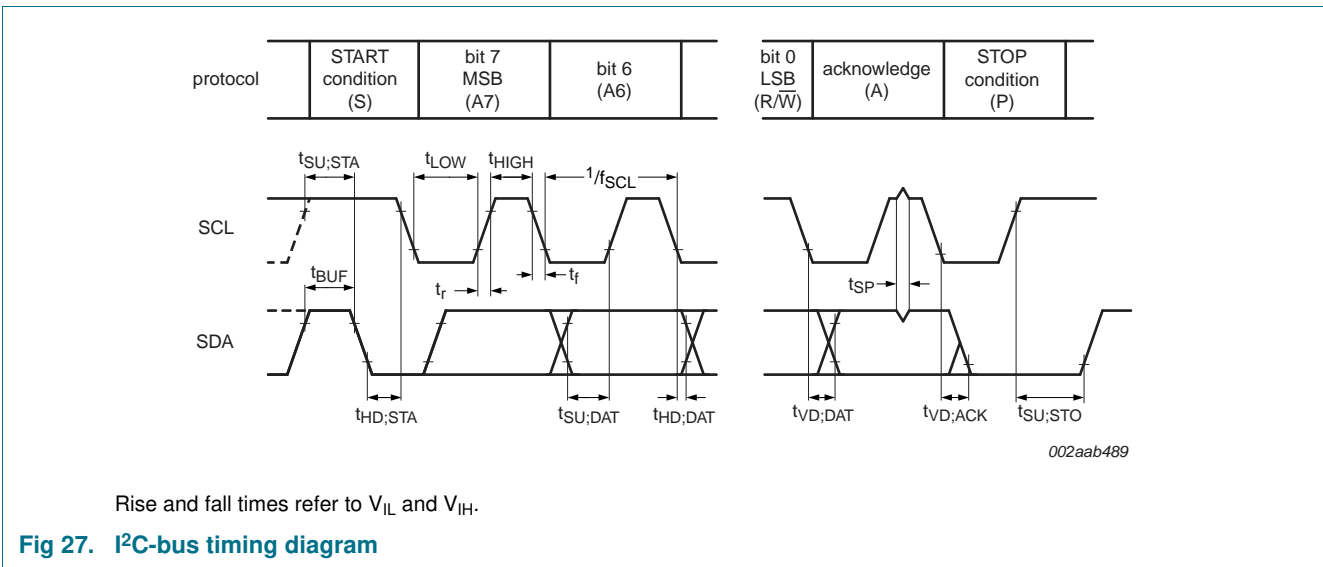 protocol
START
condition
(S)
bit 7
MSB
(A7)
bit 6
(A6)
bit 0
LSB
(R/W̅)
acknowledge
(A)
STOP
condition
(P)
tSU;STA
tLOW
tHIGH
1/fSCL
SCL
tBUF
tr
tf
tSP
SDA
tHD;STA
tSU;DAT
tHD;DAT
tVD;DAT
tVD;ACK
tSU;STO
002aab489
Rise and fall times refer to VIL and VIH.
Fig 27. I²C-bus timing diagram